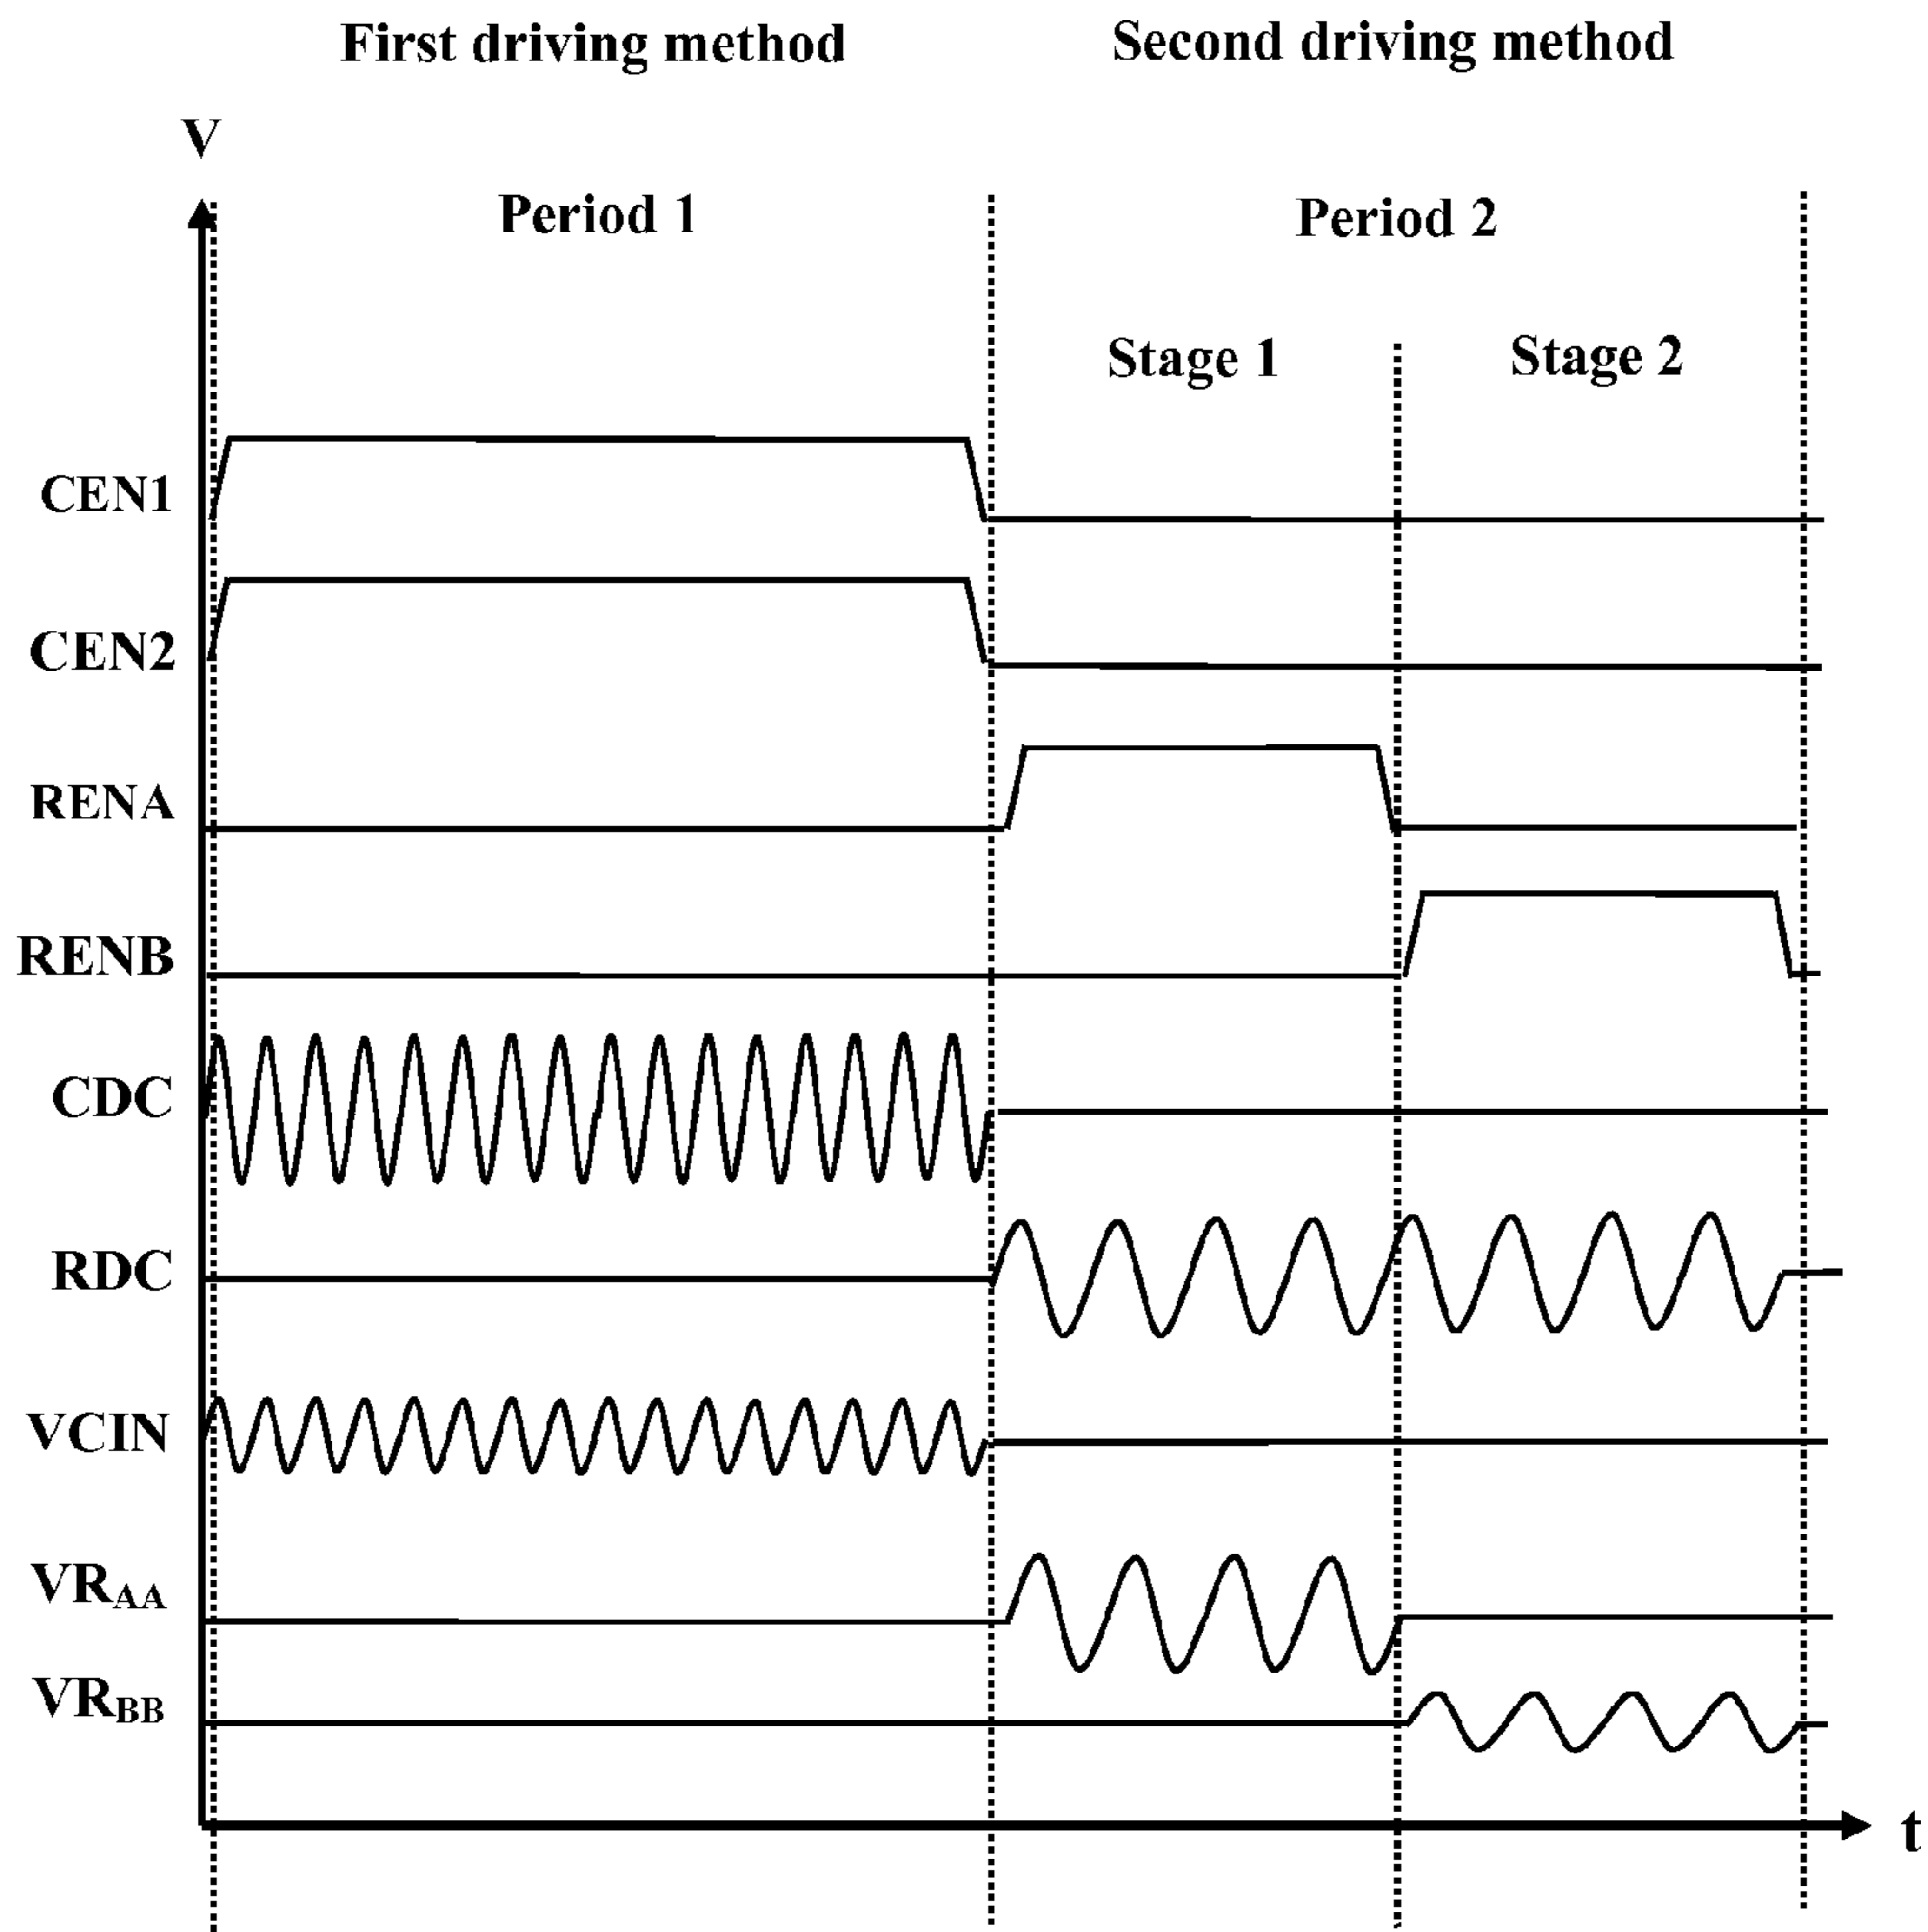 First driving method
Second driving method
V
Period 1
Period 2
Stage 1
Stage 2
CEN1
CEN2
RENA
RENB
CDC
RDC
VCIN
VRAA
VRBB
t